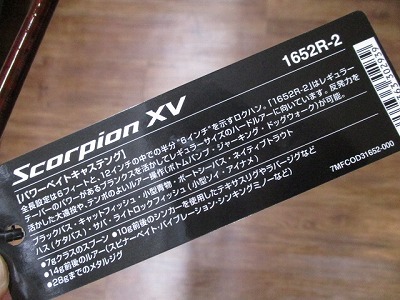 Scorpion XV
1652R-2
[パワーベイトキャスティング]
全長設定は6フィートと、12インチの中での半分“6インチ”を示すロクハン。「1652R-2」はレギュラー
テーパーのパワーがあるブランクスを活かしてレギュラーサイズのハードルアーに向いています。反発力を
活かした大遠投や、テンポのよいルアー操作(ボトムバンプ・ジャーキング・ドッグウォーク)が可能です。
ブラックバス・キャットフィッシュ・小型青物・ボートシーバス・ネイティブトラウト
ハス(ケタバス)・サバ・ライトロックフィッシュ(小型ソイ・アイナメ)
●7gクラスのスプーン ●10g前後のシンカーを使用したテキサスリグやラバージグなど
●14g前後のルアー(スピナーベイト・バイブレーション・シンキングミノーなど)
●28gまでのメタルジグ
7MFCOD31652-000